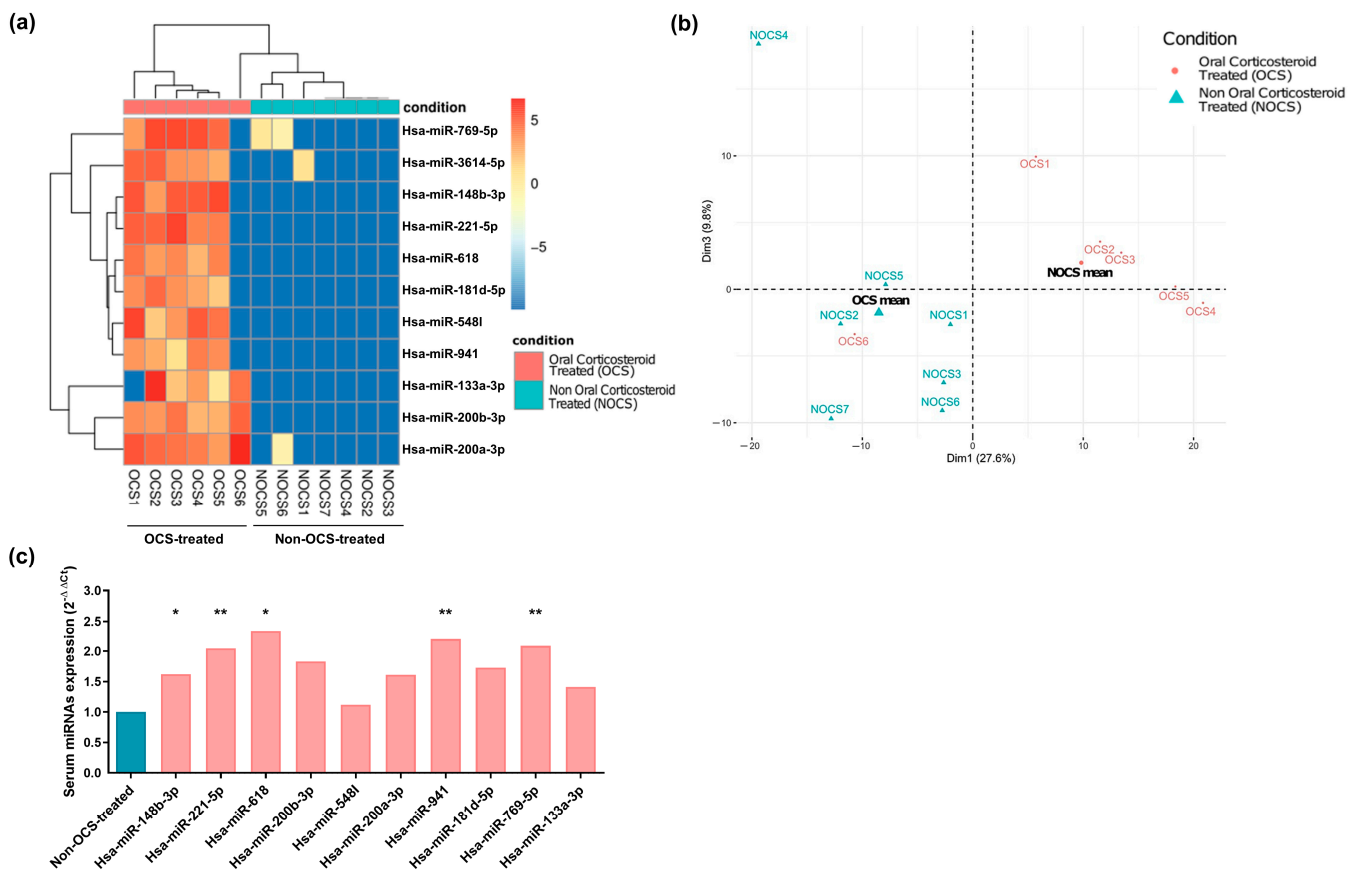 (a)
condition
Hsa-miR-769-5p
Hsa-miR-3614-5p
Hsa-miR-148b-3p
Hsa-miR-221-5p
Hsa-miR-618
Hsa-miR-181d-5p
Hsa-miR-548l
Hsa-miR-941
Hsa-miR-133a-3p
Hsa-miR-200b-3p
Hsa-miR-200a-3p
5
0
−5
condition
Oral Corticosteroid
Treated (OCS)
Non Oral Corticosteroid
Treated (NOCS)
OCS1
OCS2
OCS3
OCS4
OCS5
OCS6
NOCS5
NOCS6
NOCS1
NOCS7
NOCS4
NOCS2
NOCS3
OCS-treated
Non-OCS-treated
(b)
Condition
Oral Corticosteroid
Treated (OCS)
Non Oral Corticosteroid
Treated (NOCS)
NOCS4
OCS1
OCS2
OCS3
NOCS mean
NOCS5
OCS mean
OCS5
OCS4
NOCS2
NOCS1
OCS6
NOCS3
NOCS6
NOCS7
10
0
−10
Dim3 (9.8%)
−20
−10
0
10
20
Dim1 (27.6%)
(c)
Serum miRNAs expression (2-Δ ΔCt)
3.0
2.5
2.0
1.5
1.0
0.5
0.0
*
**
*
**
**
Non-OCS-treated
Hsa-miR-148b-3p
Hsa-miR-221-5p
Hsa-miR-618
Hsa-miR-200b-3p
Hsa-miR-548l
Hsa-miR-200a-3p
Hsa-miR-941
Hsa-miR-181d-5p
Hsa-miR-769-5p
Hsa-miR-133a-3p